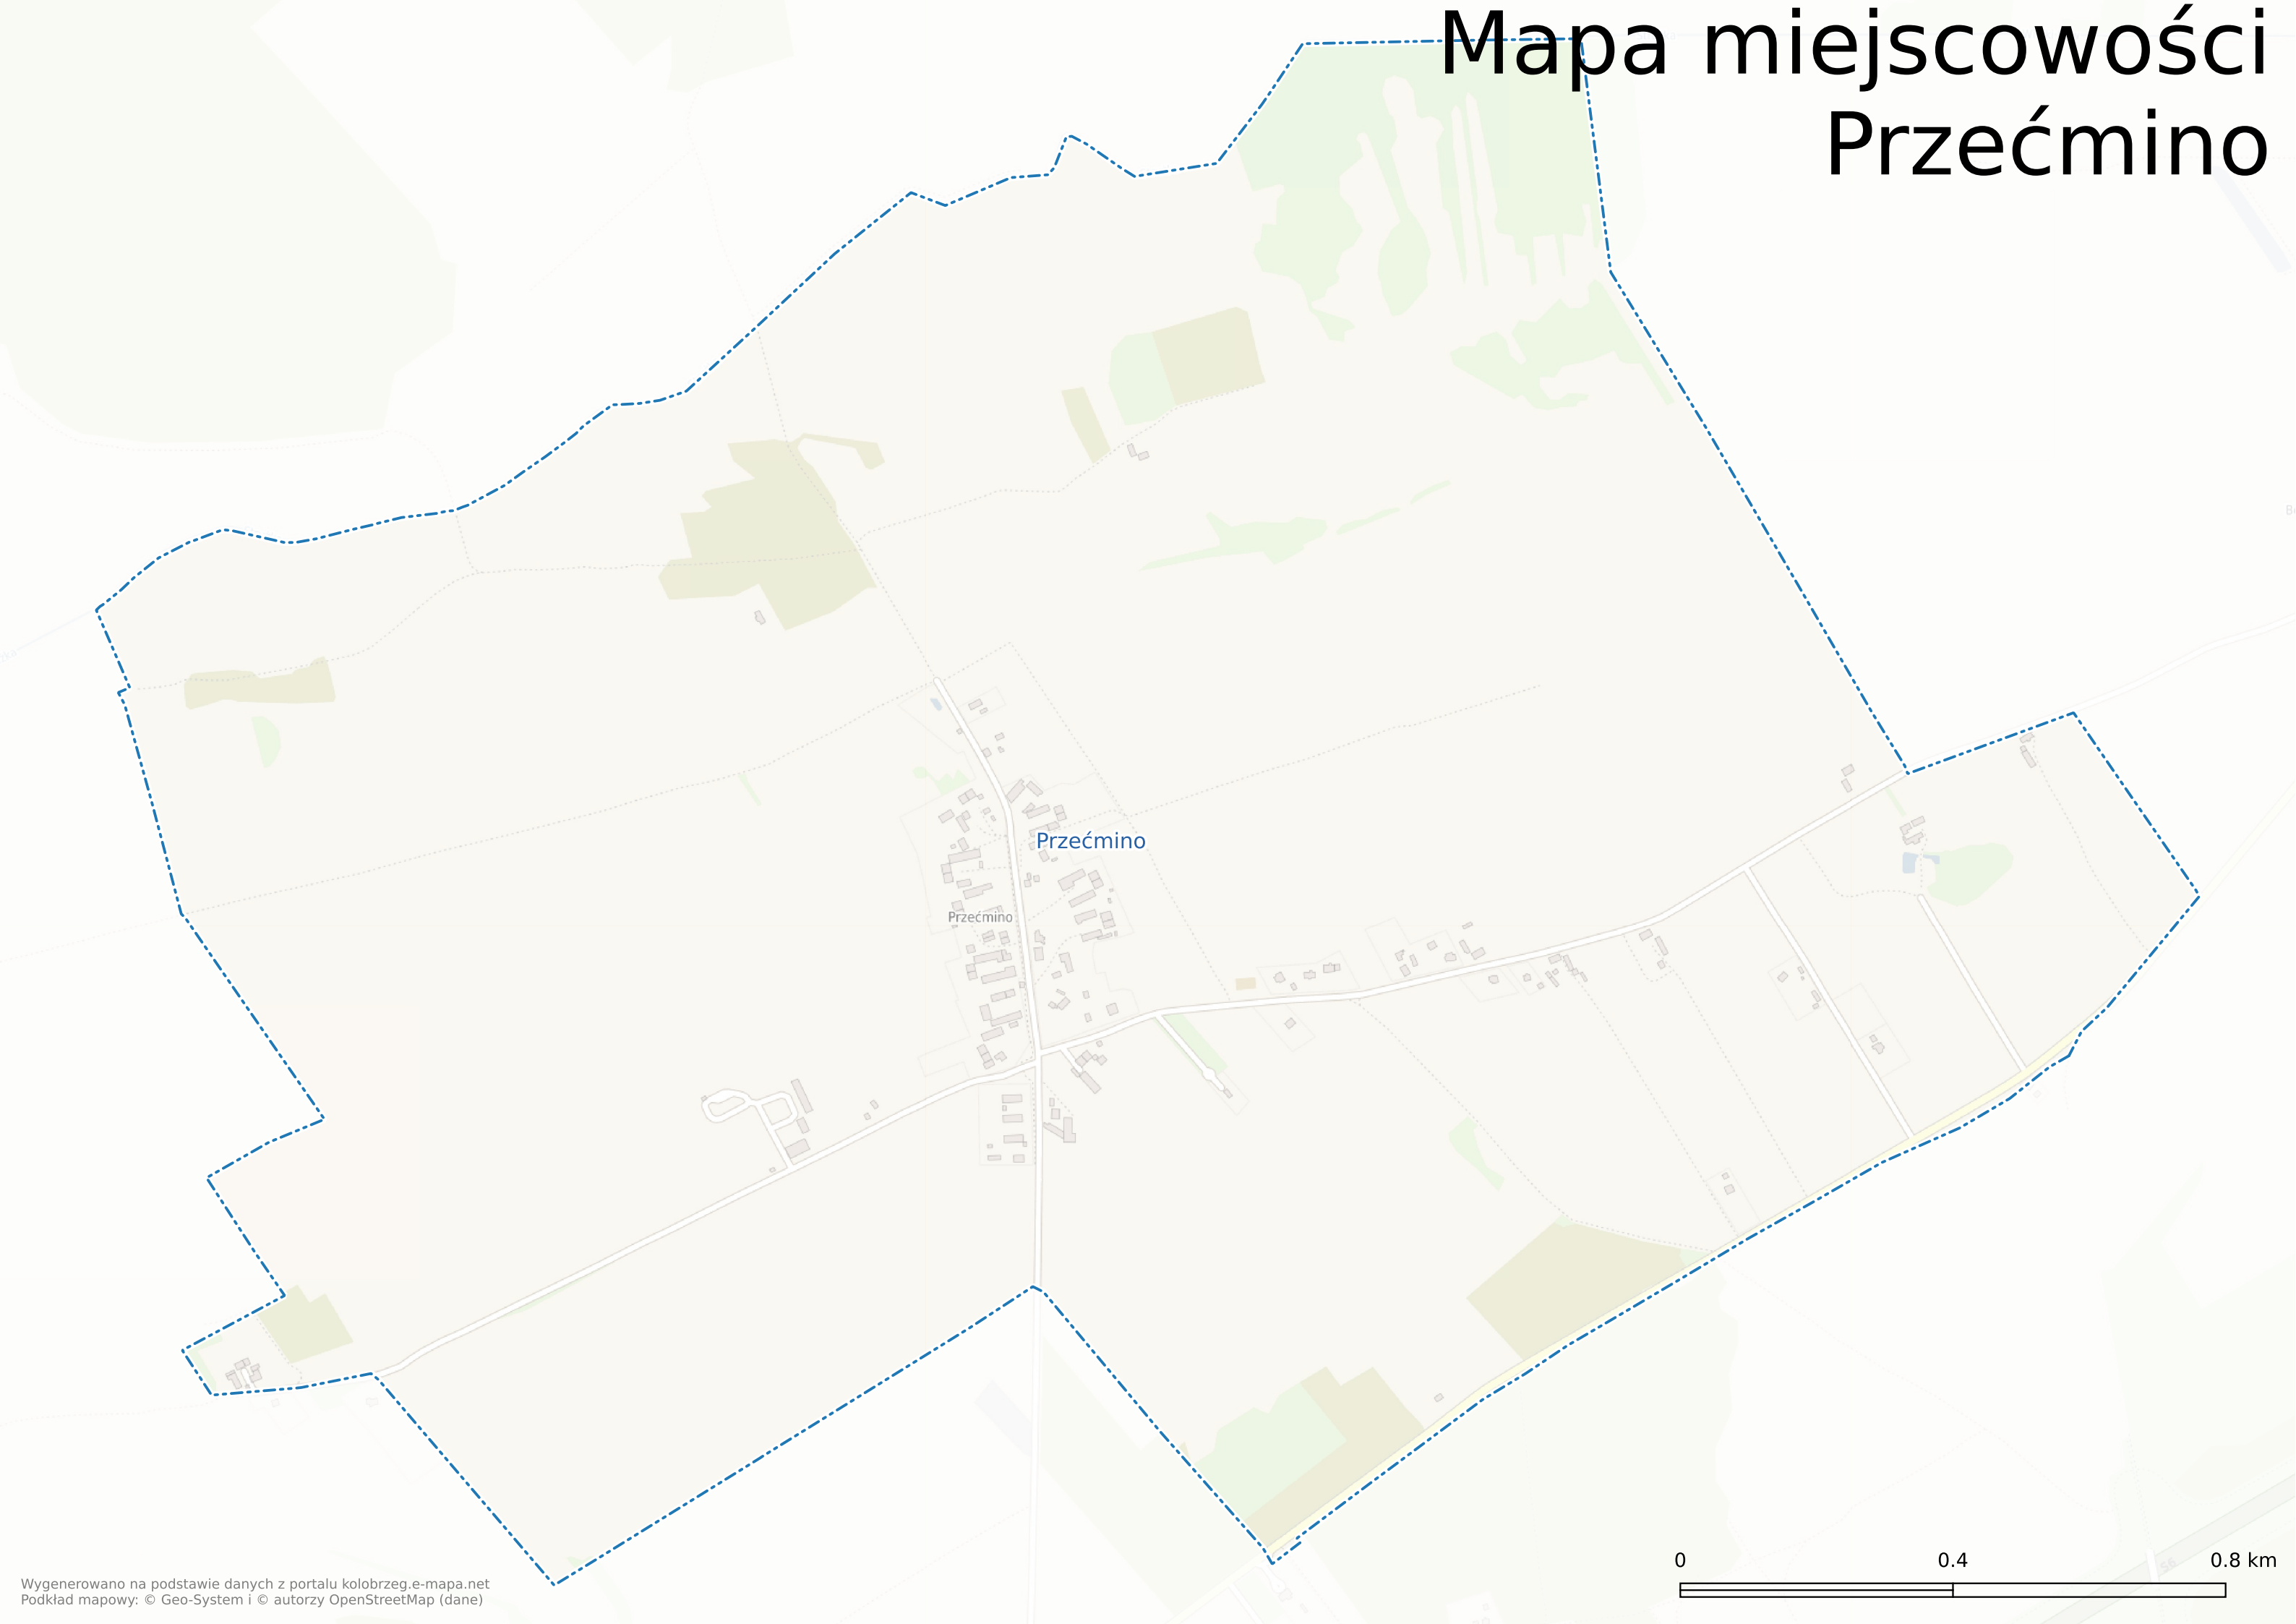 Mapa miejscowości
Przećmino
Przećmino
Przećmino
0 0.4 0.8 km
S6
Wygenerowano na podstawie danych z portalu kolobrzeg.e-mapa.net
Podkład mapowy: © Geo-System i © autorzy OpenStreetMap (dane)